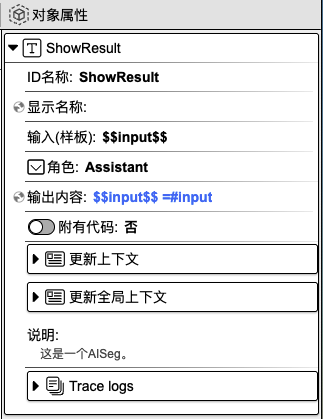 对象属性
ShowResult
ID名称: ShowResult
显示名称:
输入(样板): $$input$$
角色: Assistant
输出内容: $$input$$ =#input
附有代码: 否
更新上下文
更新全局上下文
说明:
这是一个AISeg。
Trace logs